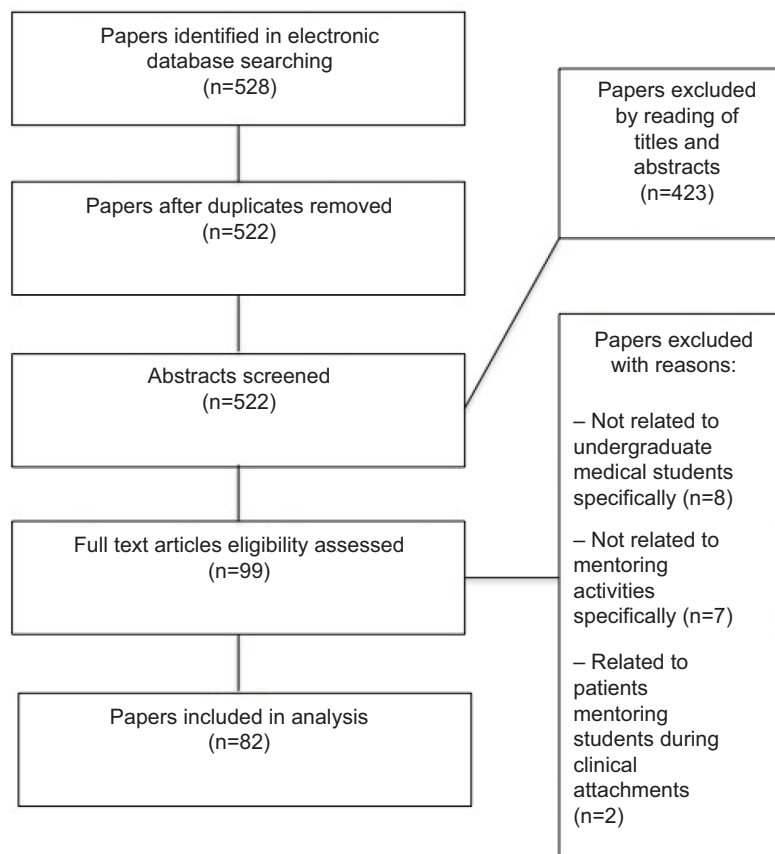 Papers identified in electronic
database searching
(n=528)
Papers after duplicates removed
(n=522)
Abstracts screened
(n=522)
Full text articles eligibility assessed
(n=99)
Papers included in analysis
(n=82)
Papers excluded
by reading of
titles and
abstracts
(n=423)
Papers excluded
with reasons:
– Not related to
undergraduate
medical students
specifically (n=8)
– Not related to
mentoring
activities
specifically (n=7)
– Related to
patients
mentoring
students during
clinical
attachments
(n=2)